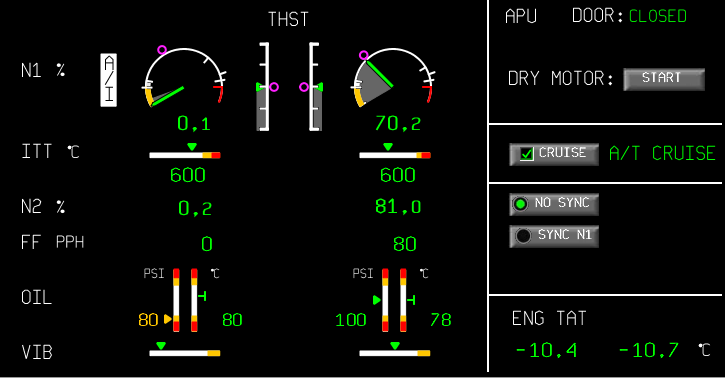 THST
N1 % A/I
0,1 70,2
ITT °C
600 600
N2 % 0,2 81,0
FF PPH 0 80
PSI °C PSI °C
OIL 80 80 100 78
VIB
APU DOOR: CLOSED
DRY MOTOR: START
CRUISE A/T CRUISE
NO SYNC
SYNC N1
ENG TAT
-10.4 -10.7 °C